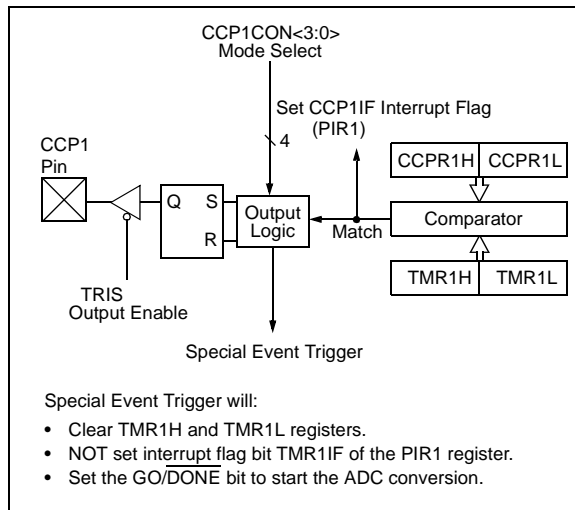 CCP1CON<3:0>
Mode Select
Set CCP1IF Interrupt Flag
(PIR1)
4
CCP1
Pin
CCPR1H CCPR1L
Q S
R
Output
Logic
Match
Comparator
TMR1H TMR1L
TRIS
Output Enable
Special Event Trigger
Special Event Trigger will:
• Clear TMR1H and TMR1L registers.
• NOT set interrupt flag bit TMR1IF of the PIR1 register.
• Set the GO/DONE bit to start the ADC conversion.